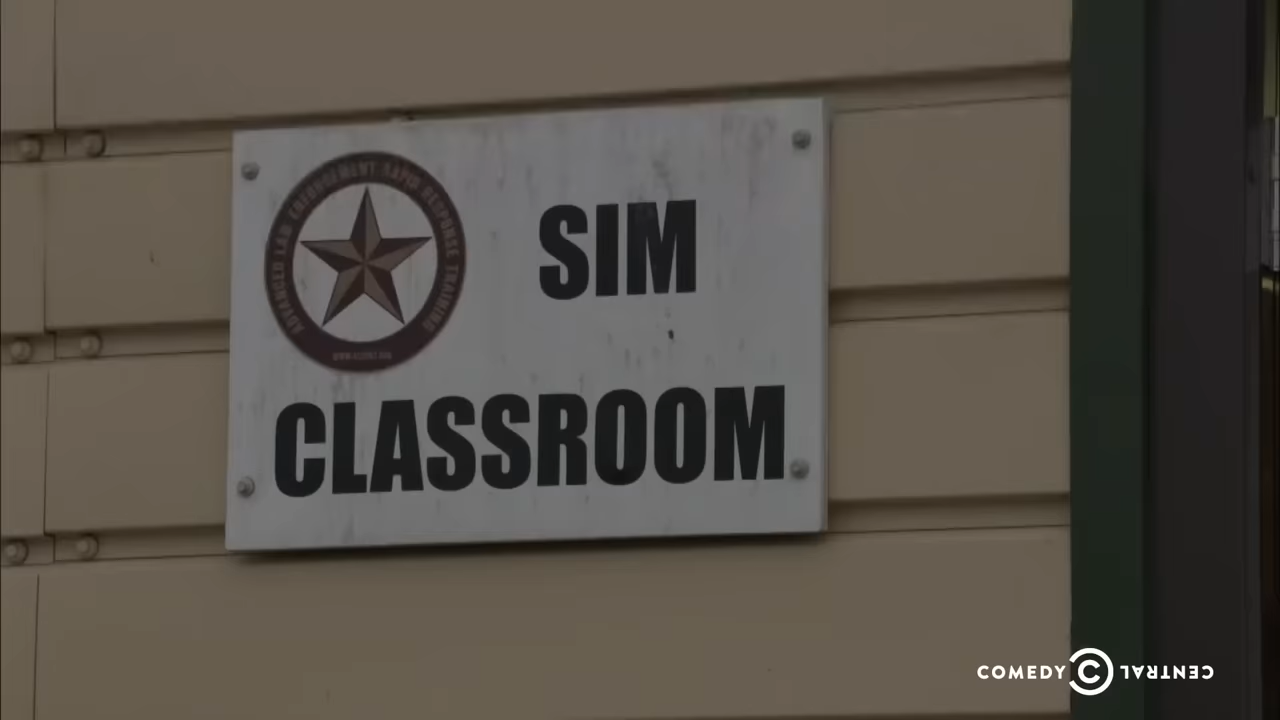 ADVANCED LAW ENFORCEMENT RAPID RESPONSE TRAINING
SIM
CLASSROOM
COMEDY CENTRAL